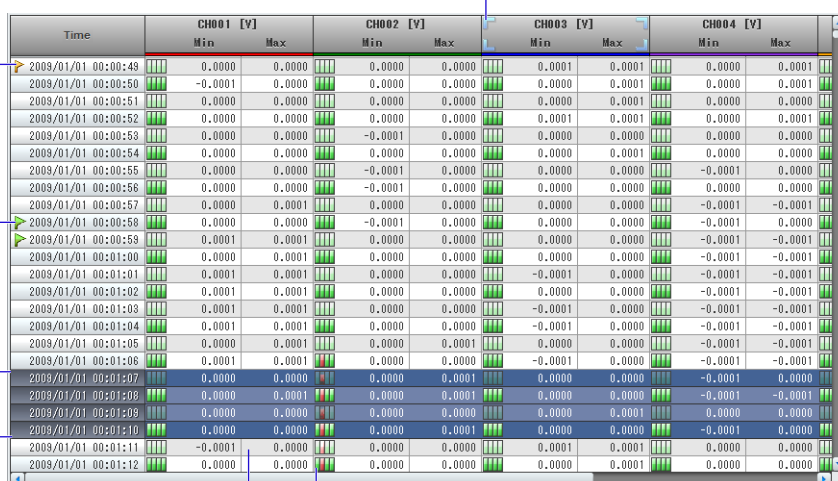 Time CH001 [V] CH002 [V] CH003 [V] CH004 [V]
Min Max Min Max Min Max Min Max
2009/01/01 00:00:49 0.0000 0.0000 0.0000 0.0000 0.0001 0.0001 0.0000 0.0001
2009/01/01 00:00:50 -0.0001 0.0000 0.0000 0.0000 0.0000 0.0001 0.0000 0.0001
2009/01/01 00:00:51 0.0000 0.0000 0.0000 0.0000 0.0000 0.0001 0.0000 0.0000
2009/01/01 00:00:52 0.0000 0.0000 0.0000 0.0000 0.0001 0.0001 0.0000 0.0001
2009/01/01 00:00:53 0.0000 0.0000 -0.0001 0.0000 0.0000 0.0000 0.0000 0.0000
2009/01/01 00:00:54 0.0000 0.0000 0.0000 0.0000 0.0000 0.0001 0.0000 0.0000
2009/01/01 00:00:55 0.0000 0.0000 -0.0001 0.0000 0.0000 0.0000 -0.0001 0.0000
2009/01/01 00:00:56 0.0000 0.0000 -0.0001 0.0000 0.0000 0.0000 0.0000 0.0000
2009/01/01 00:00:57 0.0000 0.0001 0.0000 0.0000 0.0000 0.0000 -0.0001 -0.0001
2009/01/01 00:00:58 0.0000 0.0000 -0.0001 0.0000 0.0000 0.0000 -0.0001 0.0000
2009/01/01 00:00:59 0.0001 0.0001 0.0000 0.0000 0.0000 0.0000 -0.0001 -0.0001
2009/01/01 00:01:00 0.0001 0.0001 0.0000 0.0000 0.0000 0.0000 -0.0001 -0.0001
2009/01/01 00:01:01 0.0001 0.0001 0.0000 0.0000 -0.0001 0.0000 -0.0001 -0.0001
2009/01/01 00:01:02 0.0001 0.0001 0.0000 0.0000 0.0000 0.0000 -0.0001 -0.0001
2009/01/01 00:01:03 0.0001 0.0001 0.0000 0.0000 -0.0001 0.0000 -0.0001 0.0000
2009/01/01 00:01:04 0.0001 0.0001 0.0000 0.0000 -0.0001 0.0000 -0.0001 -0.0001
2009/01/01 00:01:05 0.0001 0.0001 0.0000 0.0001 0.0000 0.0000 -0.0001 -0.0001
2009/01/01 00:01:06 0.0001 0.0001 0.0000 0.0000 -0.0001 0.0000 -0.0001 -0.0001
2009/01/01 00:01:07 0.0000 0.0000 0.0000 0.0001 0.0000 0.0000 -0.0001 0.0000
2009/01/01 00:01:08 0.0000 0.0001 0.0000 0.0001 0.0000 0.0000 -0.0001 -0.0001
2009/01/01 00:01:09 0.0000 0.0000 0.0000 0.0000 0.0000 0.0001 0.0000 0.0000
2009/01/01 00:01:10 0.0000 0.0000 0.0000 0.0001 0.0000 0.0000 -0.0001 0.0000
2009/01/01 00:01:11 -0.0001 0.0000 0.0000 0.0000 0.0001 0.0001 0.0000 0.0000
2009/01/01 00:01:12 0.0000 0.0000 0.0000 0.0000 0.0000 0.0001 0.0000 0.0000